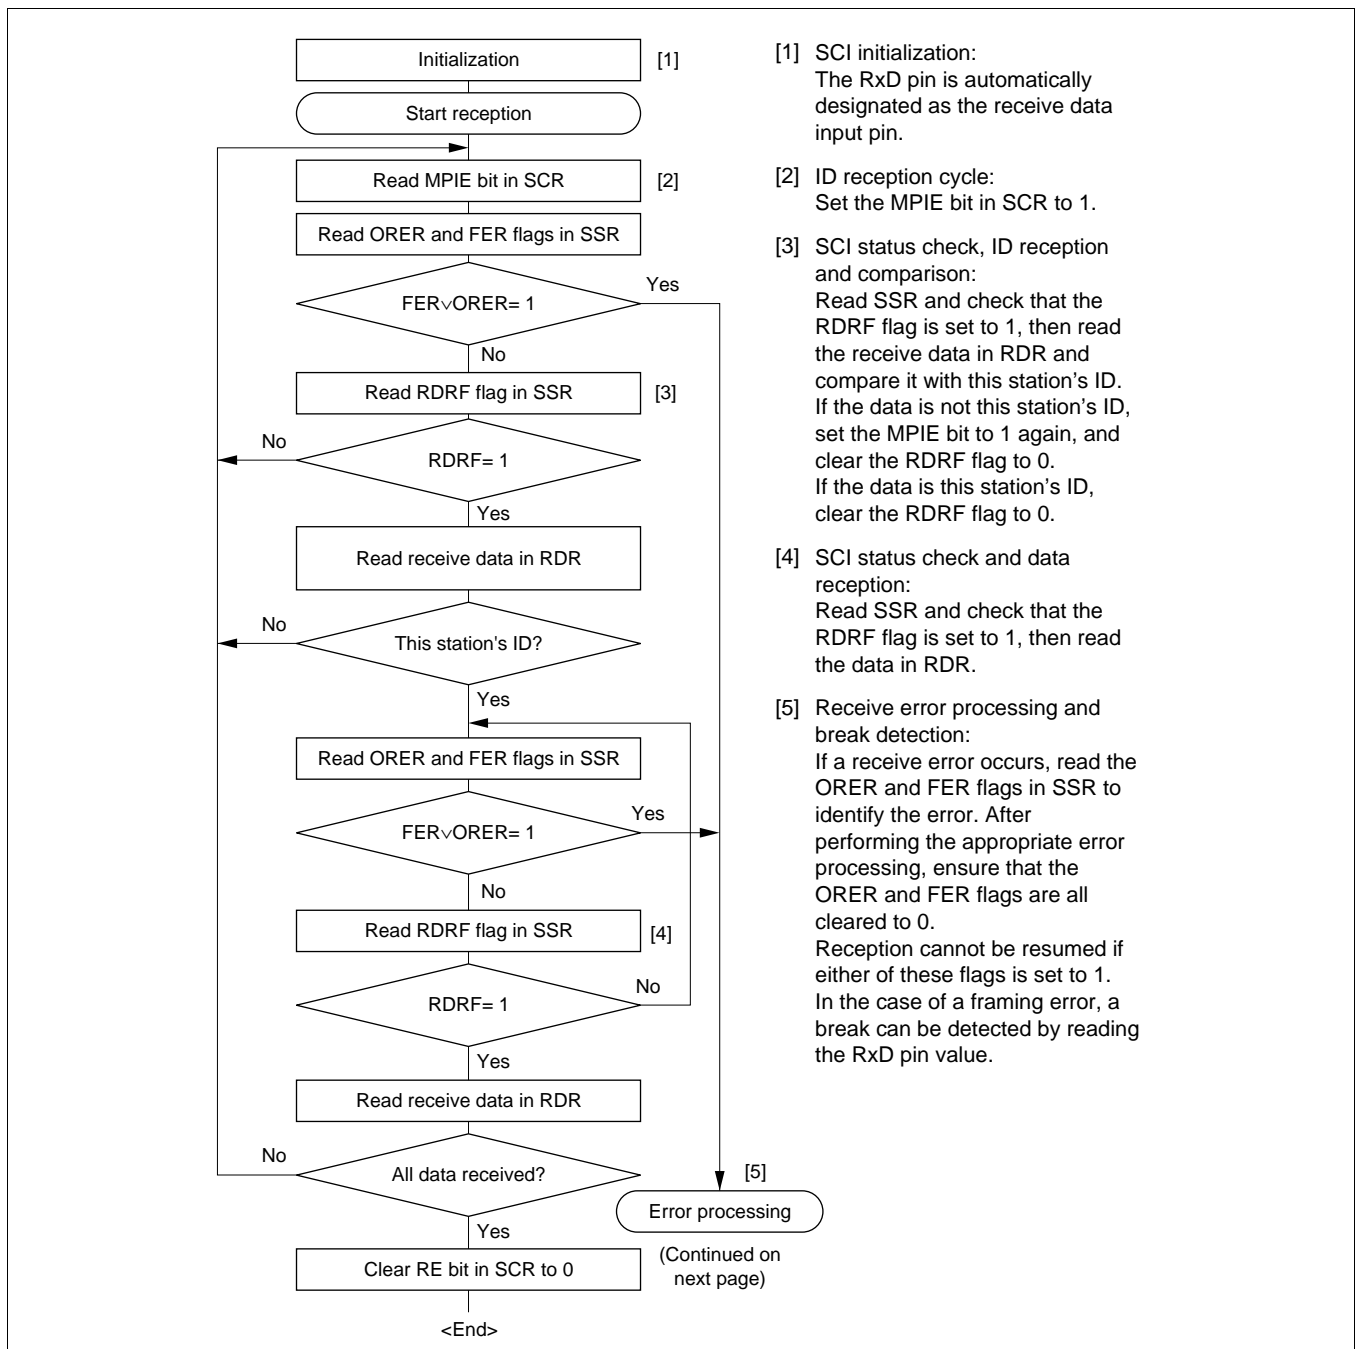 Initialization
[1]
Start reception
Read MPIE bit in SCR
[2]
Read ORER and FER flags in SSR
FER∨ORER= 1
Yes
No
Read RDRF flag in SSR
[3]
No
RDRF= 1
Yes
Read receive data in RDR
No
This station's ID?
Yes
Read ORER and FER flags in SSR
FER∨ORER= 1
Yes
No
Read RDRF flag in SSR
[4]
RDRF= 1
No
Yes
Read receive data in RDR
No
All data received?
Yes
[5]
Error processing
(Continued on
next page)
Clear RE bit in SCR to 0
<End>
[1] SCI initialization:
The RxD pin is automatically
designated as the receive data
input pin.
[2] ID reception cycle:
Set the MPIE bit in SCR to 1.
[3] SCI status check, ID reception
and comparison:
Read SSR and check that the
RDRF flag is set to 1, then read
the receive data in RDR and
compare it with this station's ID.
If the data is not this station's ID,
set the MPIE bit to 1 again, and
clear the RDRF flag to 0.
If the data is this station's ID,
clear the RDRF flag to 0.
[4] SCI status check and data
reception:
Read SSR and check that the
RDRF flag is set to 1, then read
the data in RDR.
[5] Receive error processing and
break detection:
If a receive error occurs, read the
ORER and FER flags in SSR to
identify the error. After
performing the appropriate error
processing, ensure that the
ORER and FER flags are all
cleared to 0.
Reception cannot be resumed if
either of these flags is set to 1.
In the case of a framing error, a
break can be detected by reading
the RxD pin value.